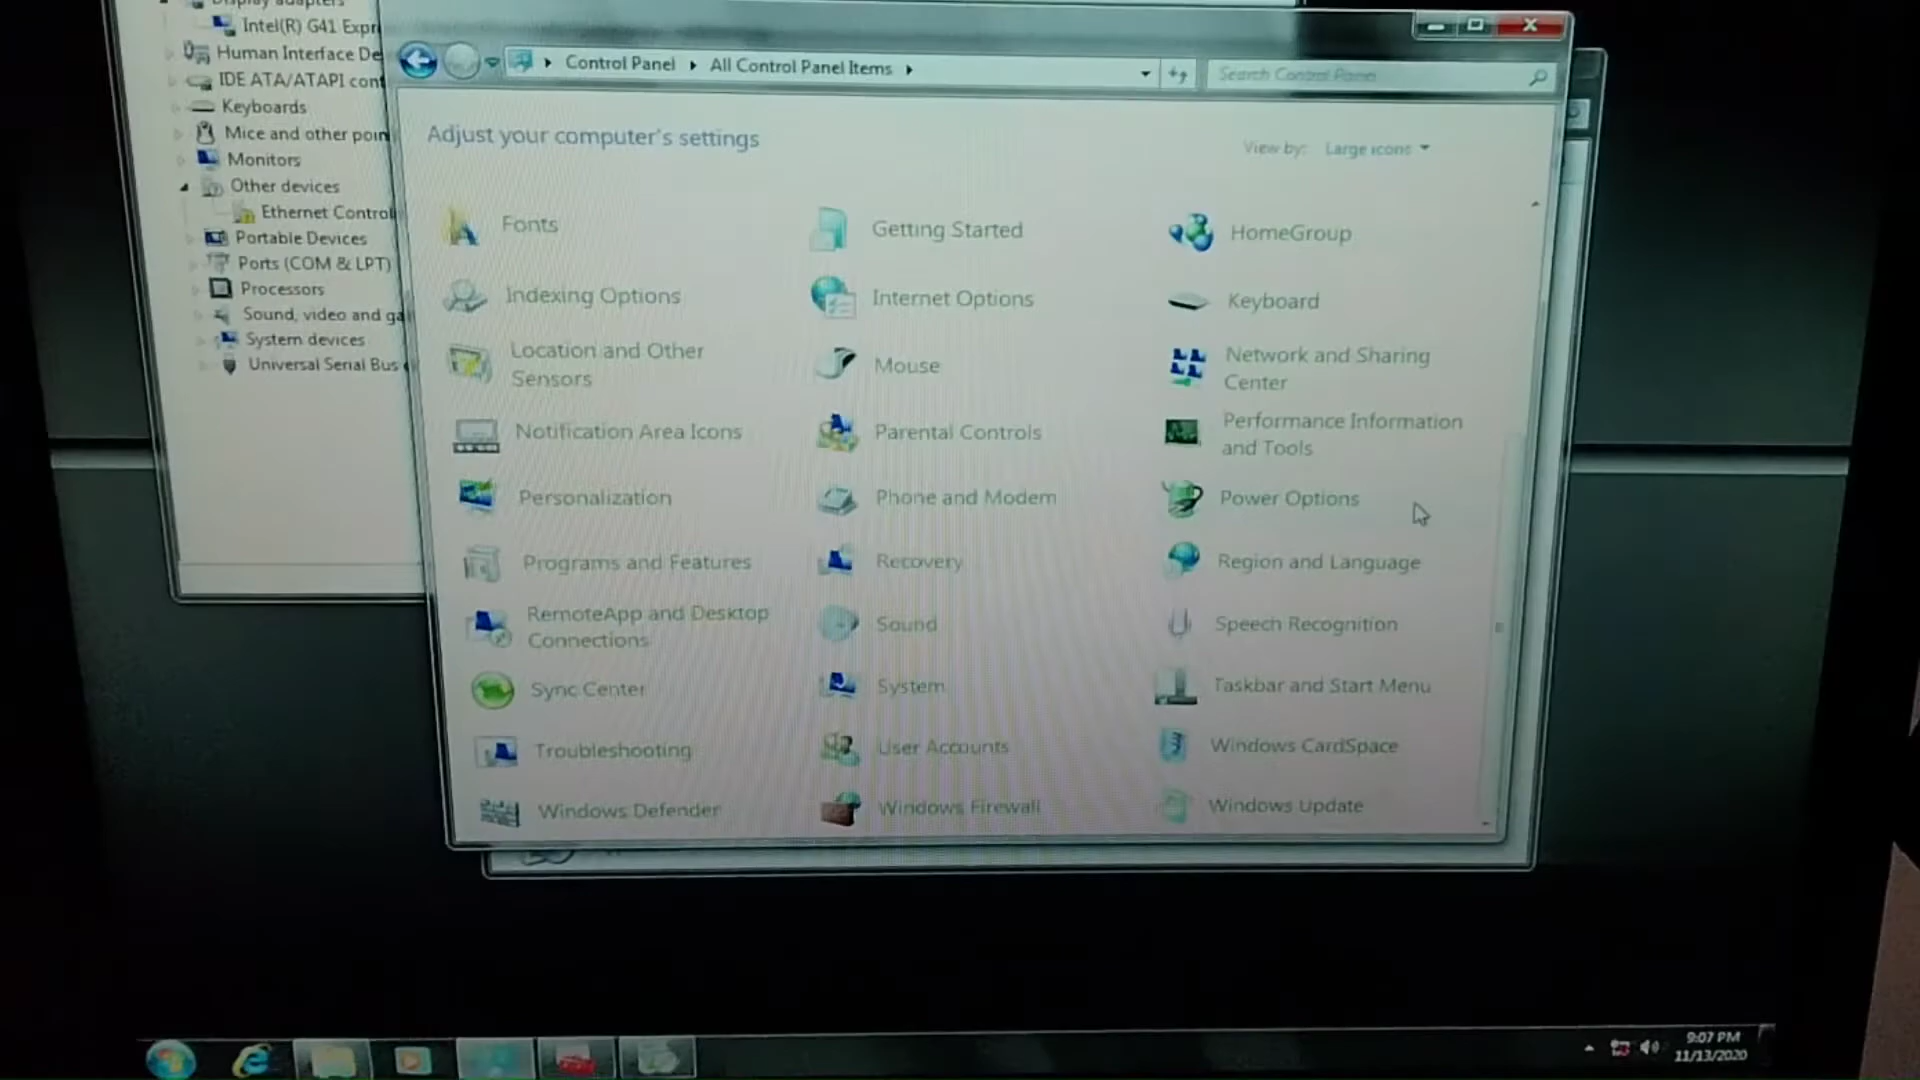 Display adapters
Intel(R) G41 Expr
Human Interface De
IDE ATA/ATAPI cont
Keyboards
Mice and other poin
Monitors
Other devices
Ethernet Control
Portable Devices
Ports (COM & LPT)
Processors
Sound, video and ga
System devices
Universal Serial Bus
Control Panel
All Control Panel Items
Search Control Panel
Adjust your computer's settings
View by: Large icons
Fonts
Getting Started
HomeGroup
Indexing Options
Internet Options
Keyboard
Location and Other
Sensors
Mouse
Network and Sharing
Center
Notification Area Icons
Parental Controls
Performance Information
and Tools
Personalization
Phone and Modem
Power Options
Programs and Features
Recovery
Region and Language
RemoteApp and Desktop
Connections
Sound
Speech Recognition
Sync Center
System
Taskbar and Start Menu
Troubleshooting
User Accounts
Windows CardSpace
Windows Defender
Windows Firewall
Windows Update
9:07 PM
11/13/2020